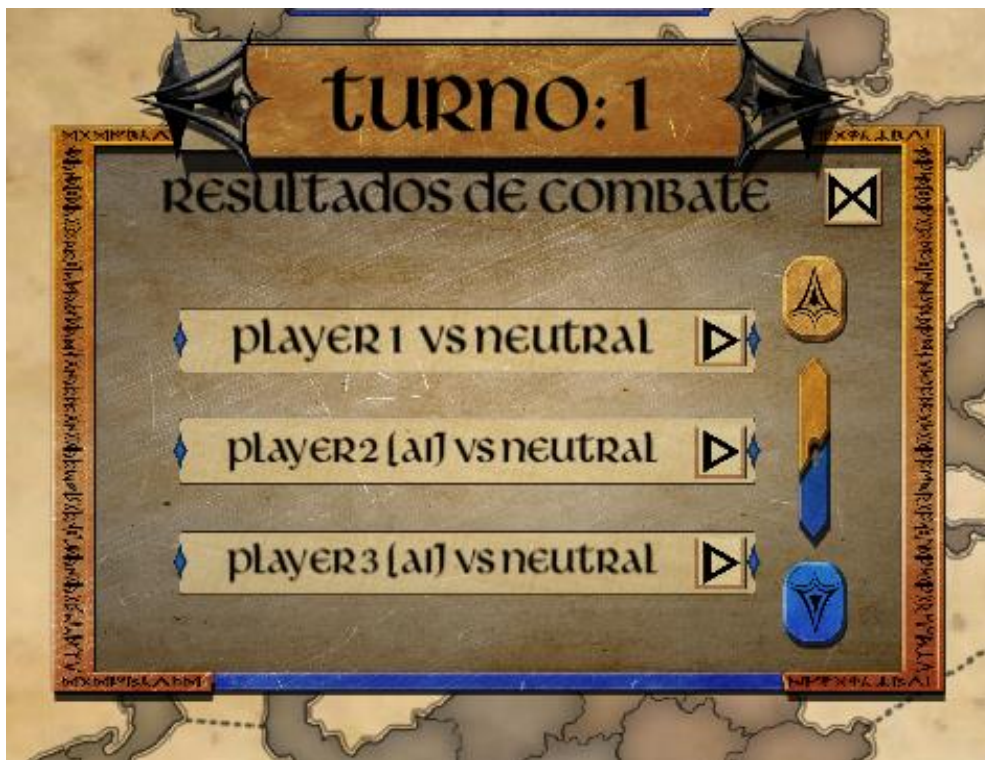 TURNO: 1
RESULTADOS DE COMBATE
PLAYER 1 VS NEUTRAL
PLAYER2 [AI] VS NEUTRAL
PLAYER3 [AI] VS NEUTRAL